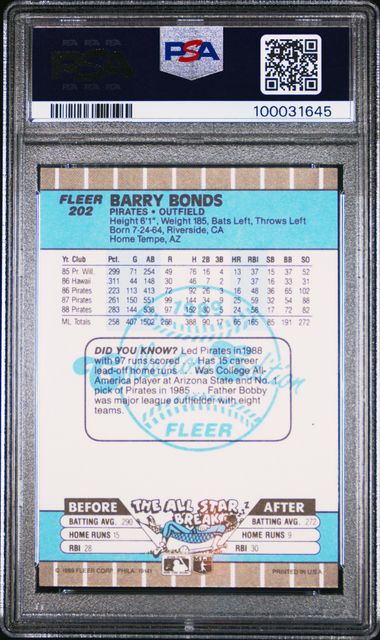 PSA
100031645
FLEER BARRY BONDS
202 PIRATES • OUTFIELD
Height 6'1", Weight 185, Bats Left, Throws Left
Born 7-24-64, Riverside, CA
Home Tempe, AZ
Yr. Club Pct. G AB R H 2B 3B HR RBI SB BB SO
85 Pr. Wil. .299 71 254 49 76 16 4 13 37 15 37 52
86 Hawaii .311 44 148 30 46 7 2 7 37 16 33 31
86 Pirates .223 113 413 72 92 26 3 16 48 36 65 102
87 Pirates .261 150 551 99 144 34 9 25 59 32 54 88
88 Pirates .283 144 538 97 152 30 5 24 58 17 72 82
ML Totals .258 407 1502 268 388 90 17 65 165 85 191 272
1989
DID YOU KNOW? Led Pirates in 1988
with 97 runs scored . . . Has 15 career
lead-off home runs . . . Was College All-
America player at Arizona State and No. 1
pick of Pirates in 1985 . . . Father Bobby
was major league outfielder with eight
teams.
Edition
FLEER
BEFORE THE ALL STAR BREAK AFTER
BATTING AVG. .290 BATTING AVG. .272
HOME RUNS 15 HOME RUNS 9
RBI 28 RBI 30
© 1989 FLEER CORP. PHILA. 19141 PRINTED IN U.S.A.